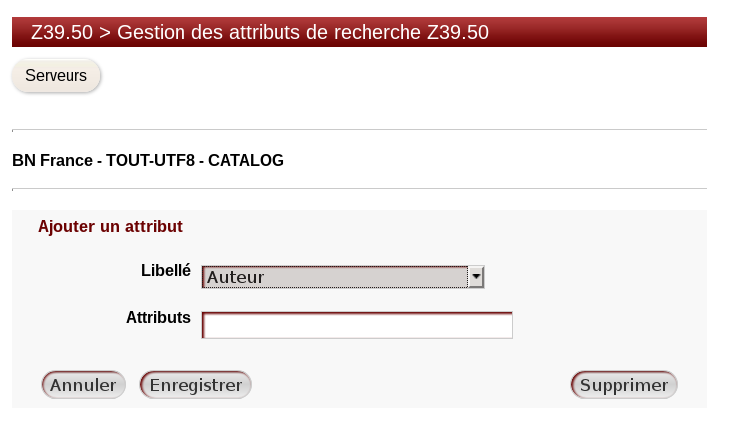 Z39.50 > Gestion des attributs de recherche Z39.50
Serveurs
BN France - TOUT-UTF8 - CATALOG
Ajouter un attribut
Libellé Auteur
Attributs
Annuler Enregistrer Supprimer